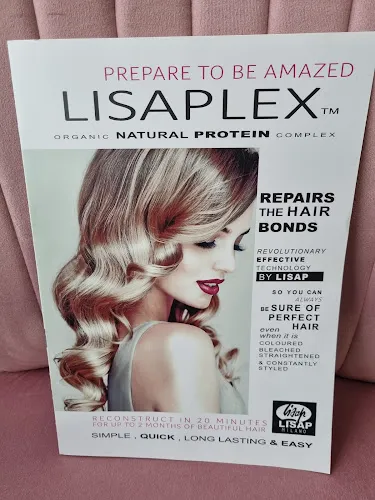 PREPARE TO BE AMAZED
LISAPLEX™
ORGANIC NATURAL PROTEIN COMPLEX
REPAIRS
THE HAIR
BONDS
REVOLUTIONARY
EFFECTIVE
TECHNOLOGY
BY LISAP
SO YOU CAN
ALWAYS
BE SURE OF
PERFECT
HAIR
even
when it is
COLOURED
BLEACHED
STRAIGHTENED
& CONSTANTLY
STYLED
RECONSTRUCT IN 20 MINUTES
FOR UP TO 2 MONTHS OF BEAUTIFUL HAIR
SIMPLE , QUICK , LONG LASTING & EASY
lisap
LISAP
MILANO